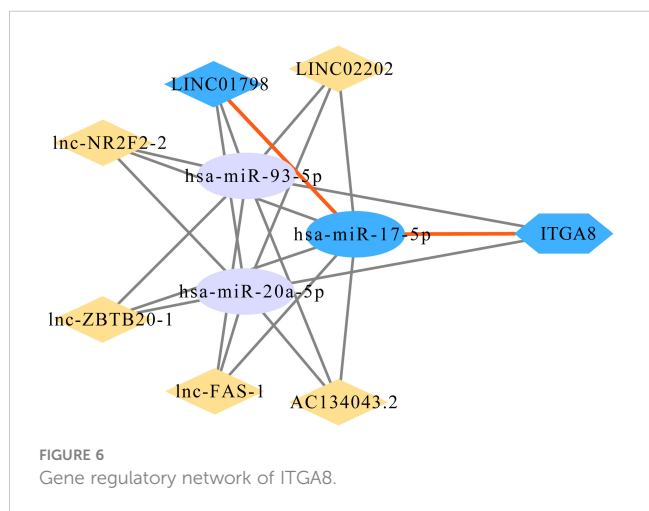 LINC02202
LINC01798
lnc-NR2F2-2
hsa-miR-93-5p
hsa-miR-17-5p
ITGA8
hsa-miR-20a-5p
lnc-ZBTB20-1
lnc-FAS-1
AC134043.2
FIGURE 6
Gene regulatory network of ITGA8.